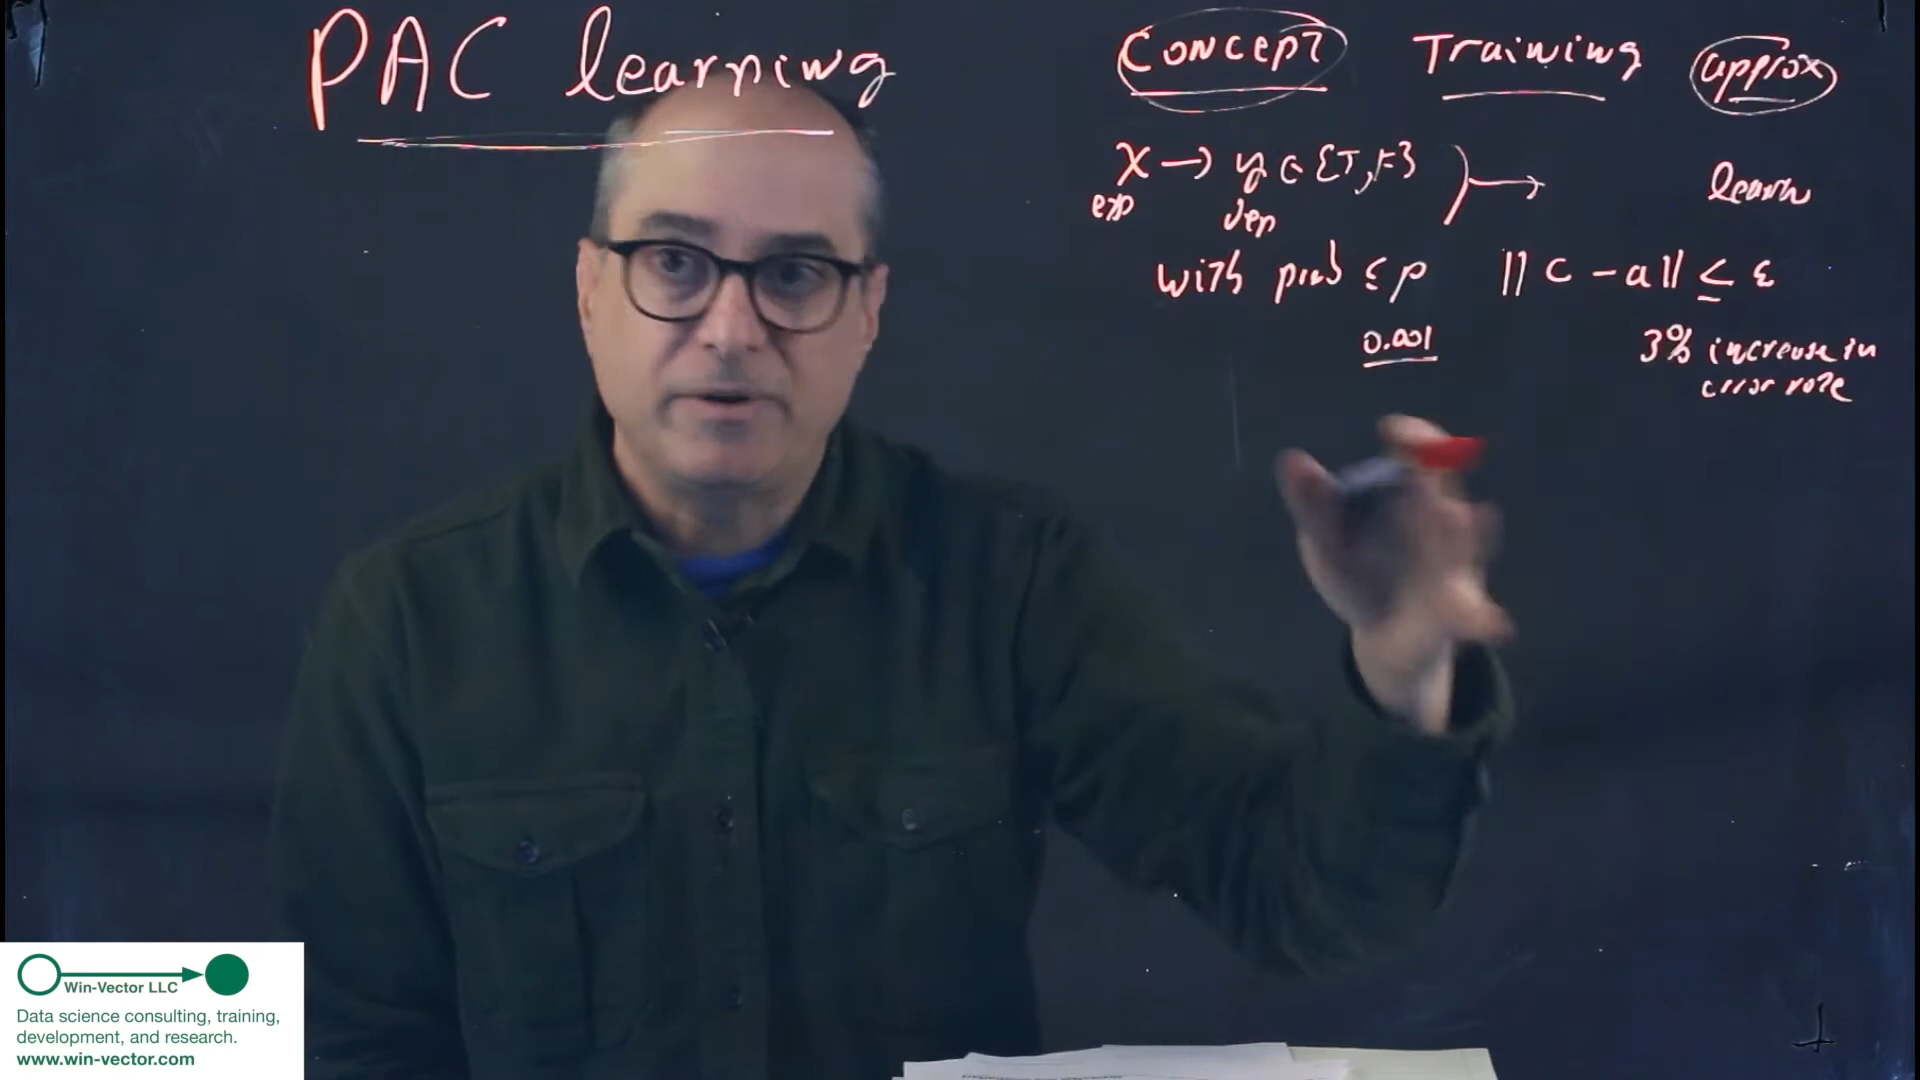 PAC learning
Concept Training approx
x → y ∈ {T, F} } → learn
exp dep
with prob ≤ p || c - a || ≤ ε
0.001
3% increase in
error rate
Win-Vector LLC
Data science consulting, training,
development, and research.
www.win-vector.com